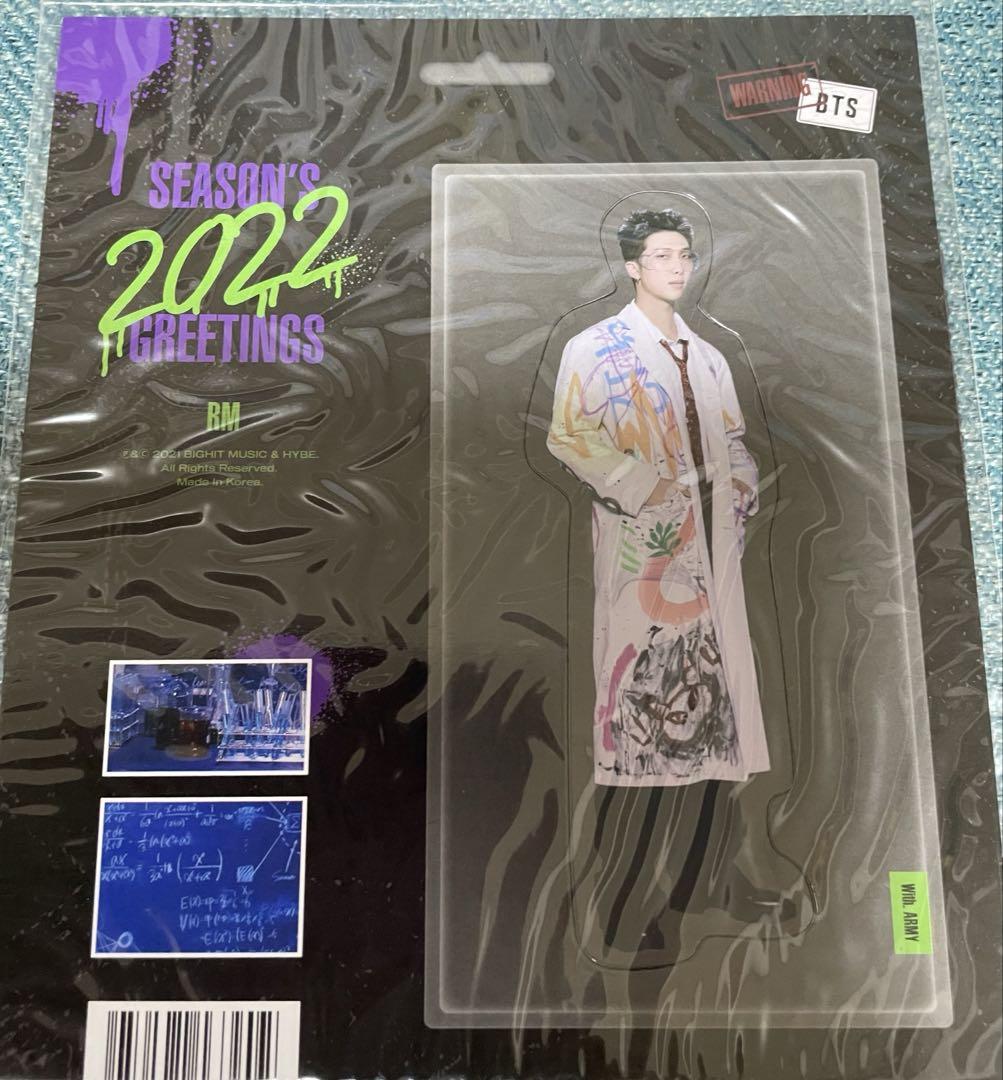 WARNING
BTS
SEASON'S
2022
GREETINGS
RM
℗&© 2021 BIGHIT MUSIC & HYBE.
All Rights Reserved.
Made in Korea.
With. ARMY